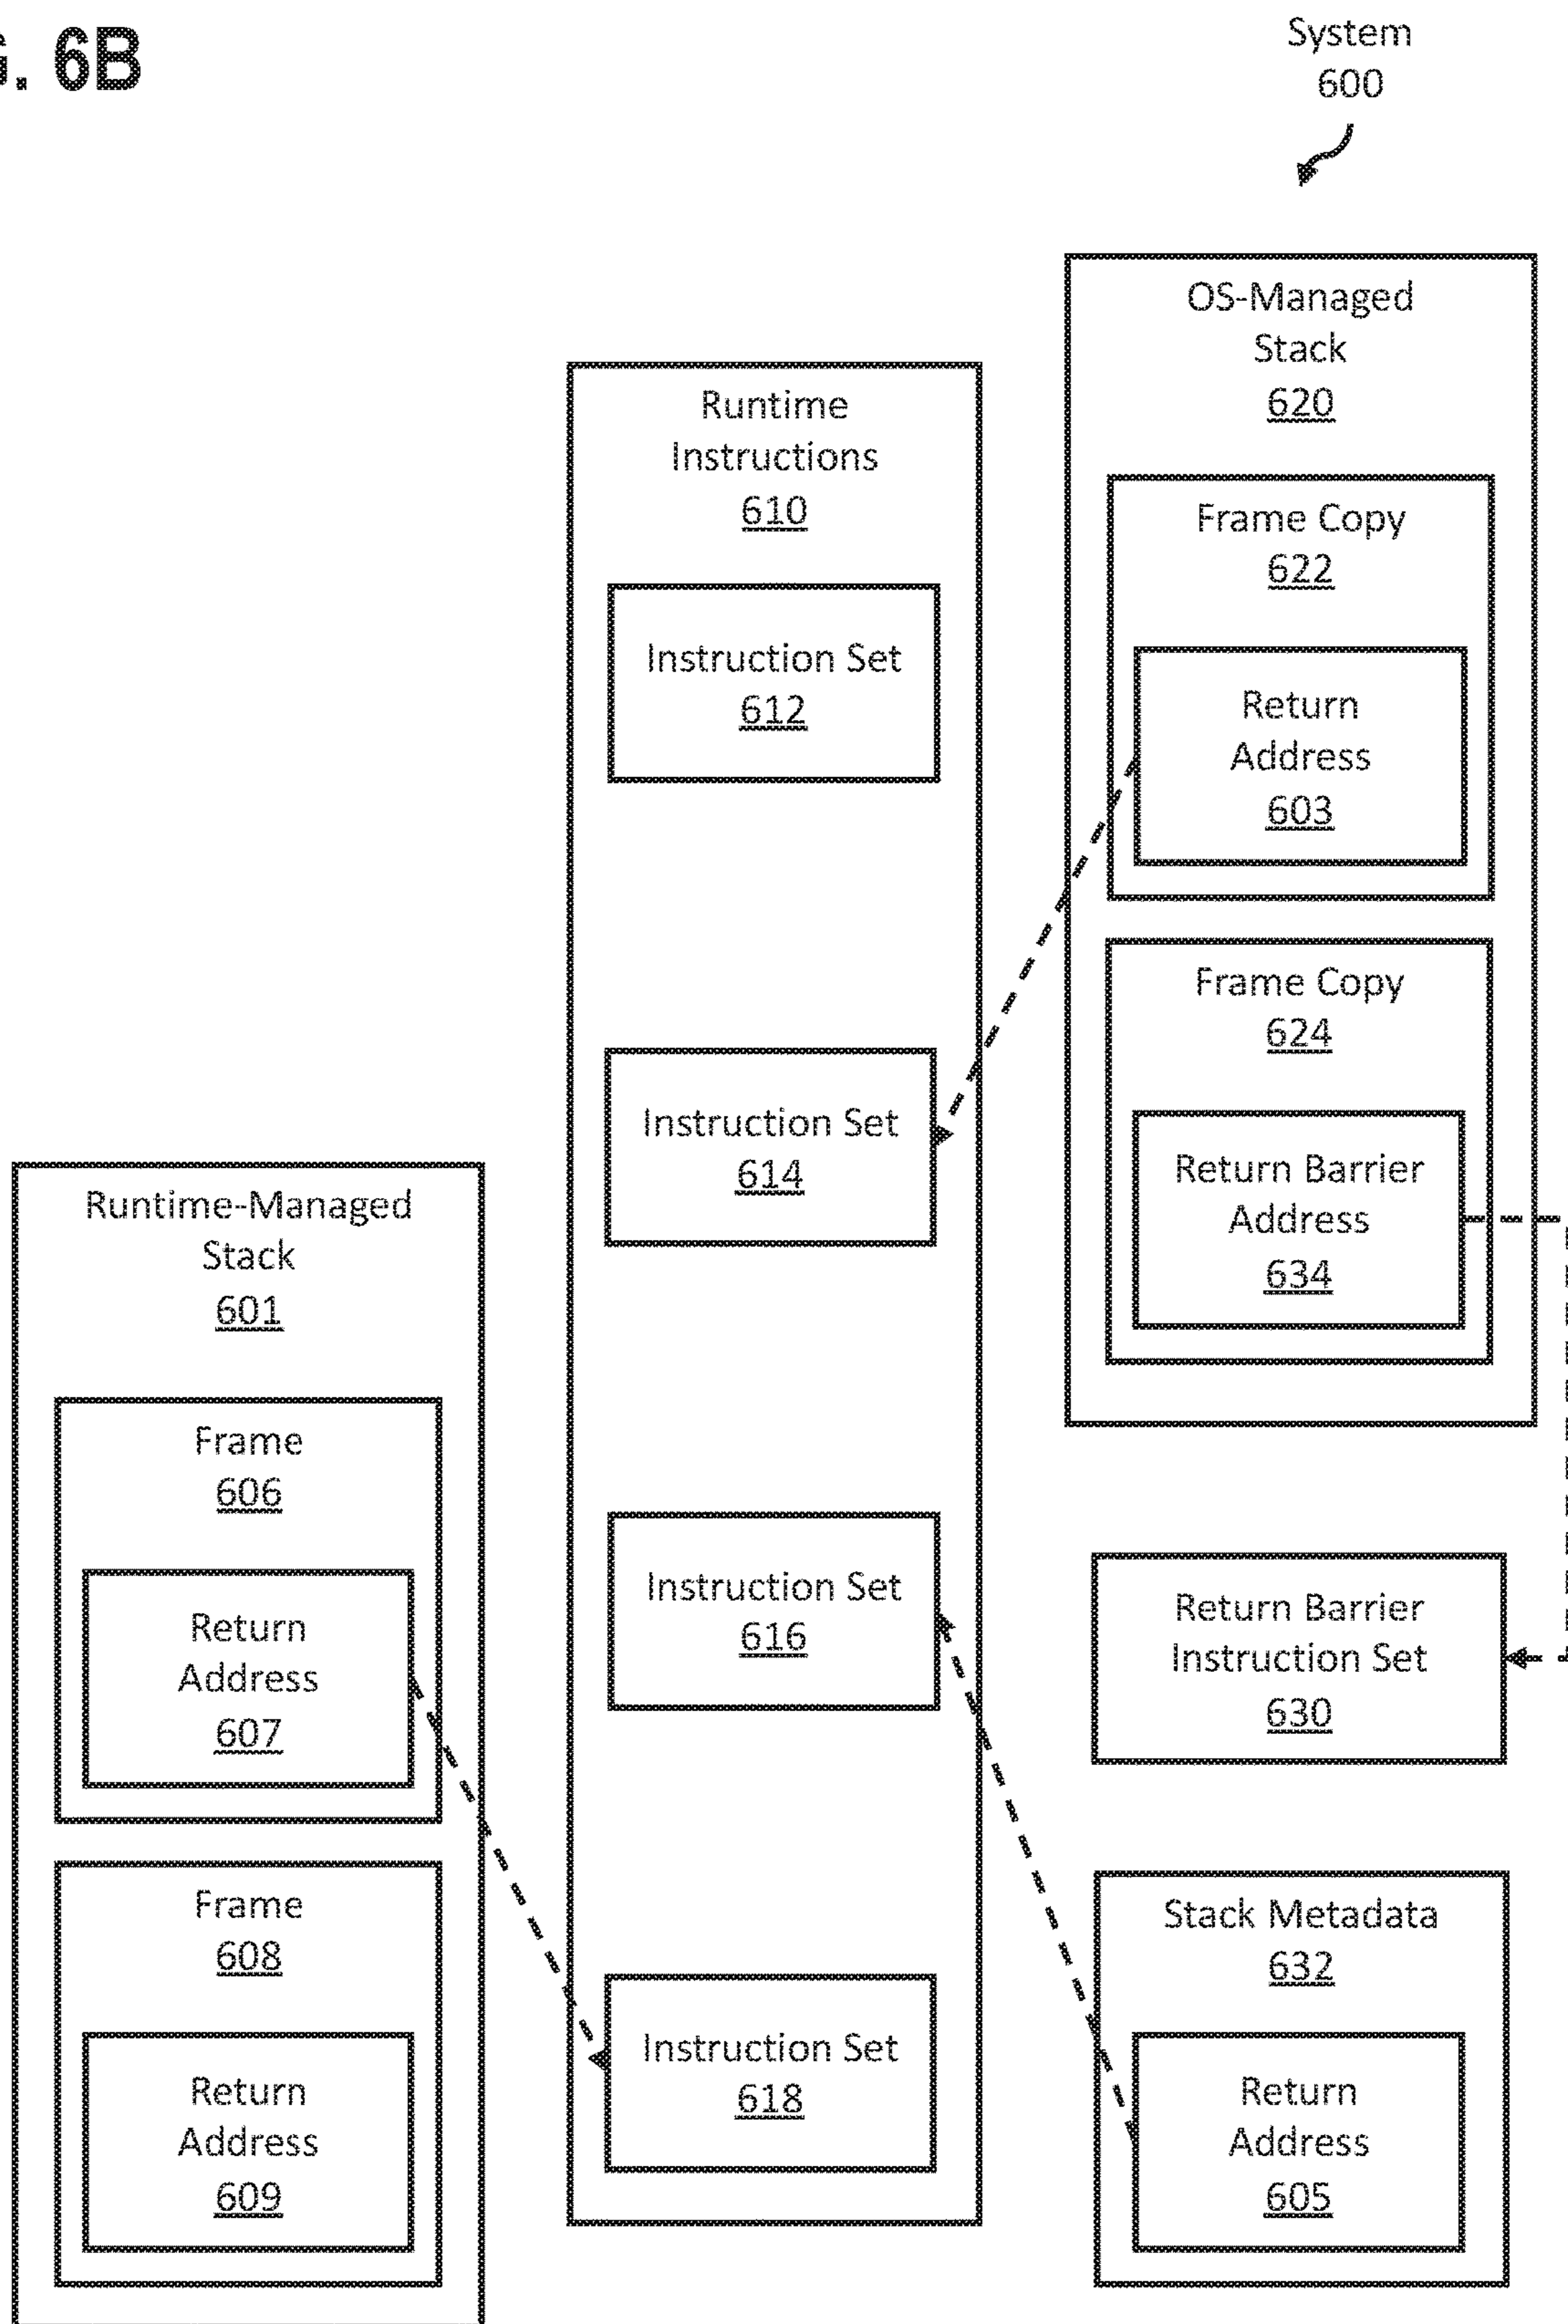 G. 6B
System
600
OS-Managed
Stack
620
Frame Copy
622
Return
Address
603
Frame Copy
624
Return Barrier
Address
634
Runtime
Instructions
610
Instruction Set
612
Instruction Set
614
Instruction Set
616
Instruction Set
618
Runtime-Managed
Stack
601
Frame
606
Return
Address
607
Frame
608
Return
Address
609
Return Barrier
Instruction Set
630
Stack Metadata
632
Return
Address
605